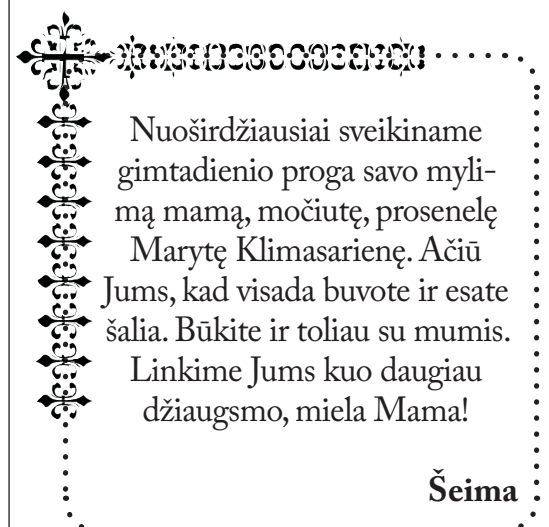 Nuoširdžiausiai sveikiname
gimtadienio proga savo myli-
mą mamą, močiutę, prosenelę
Marytę Klimasarienę. Ačiū
Jums, kad visada buvote ir esate
šalia. Būkite ir toliau su mumis.
Linkime Jums kuo daugiau
džiaugsmo, miela Mama!
Šeima